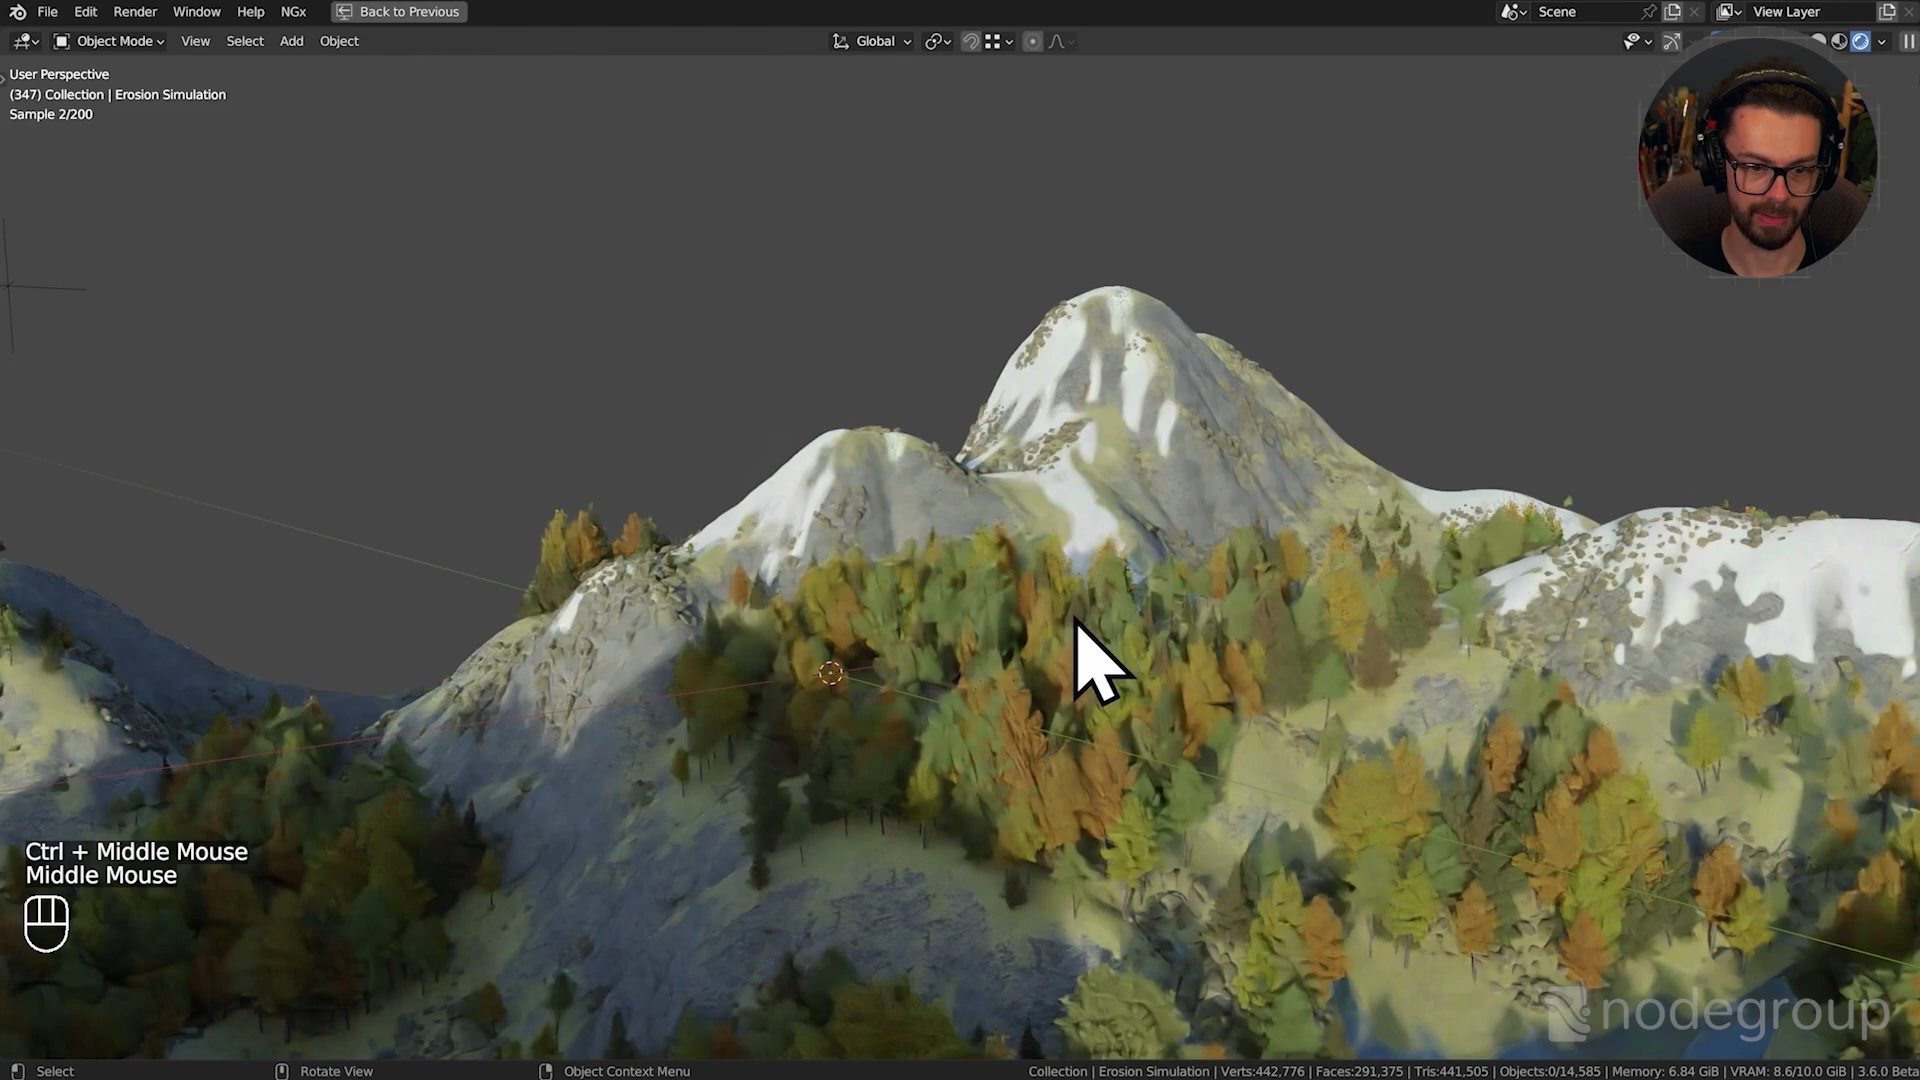 File Edit Render Window Help NGx Back to Previous Scene View Layer
Object Mode View Select Add Object Global
User Perspective
(347) Collection | Erosion Simulation
Sample 2/200
Ctrl + Middle Mouse
Middle Mouse
nodegroup
Select Rotate View Object Context Menu Collection | Erosion Simulation | Verts:442,776 | Faces:291,375 | Tris:441,505 | Objects:0/14,585 | Memory: 6.84 GiB | VRAM: 8.6/10.0 GiB | 3.6.0 Beta